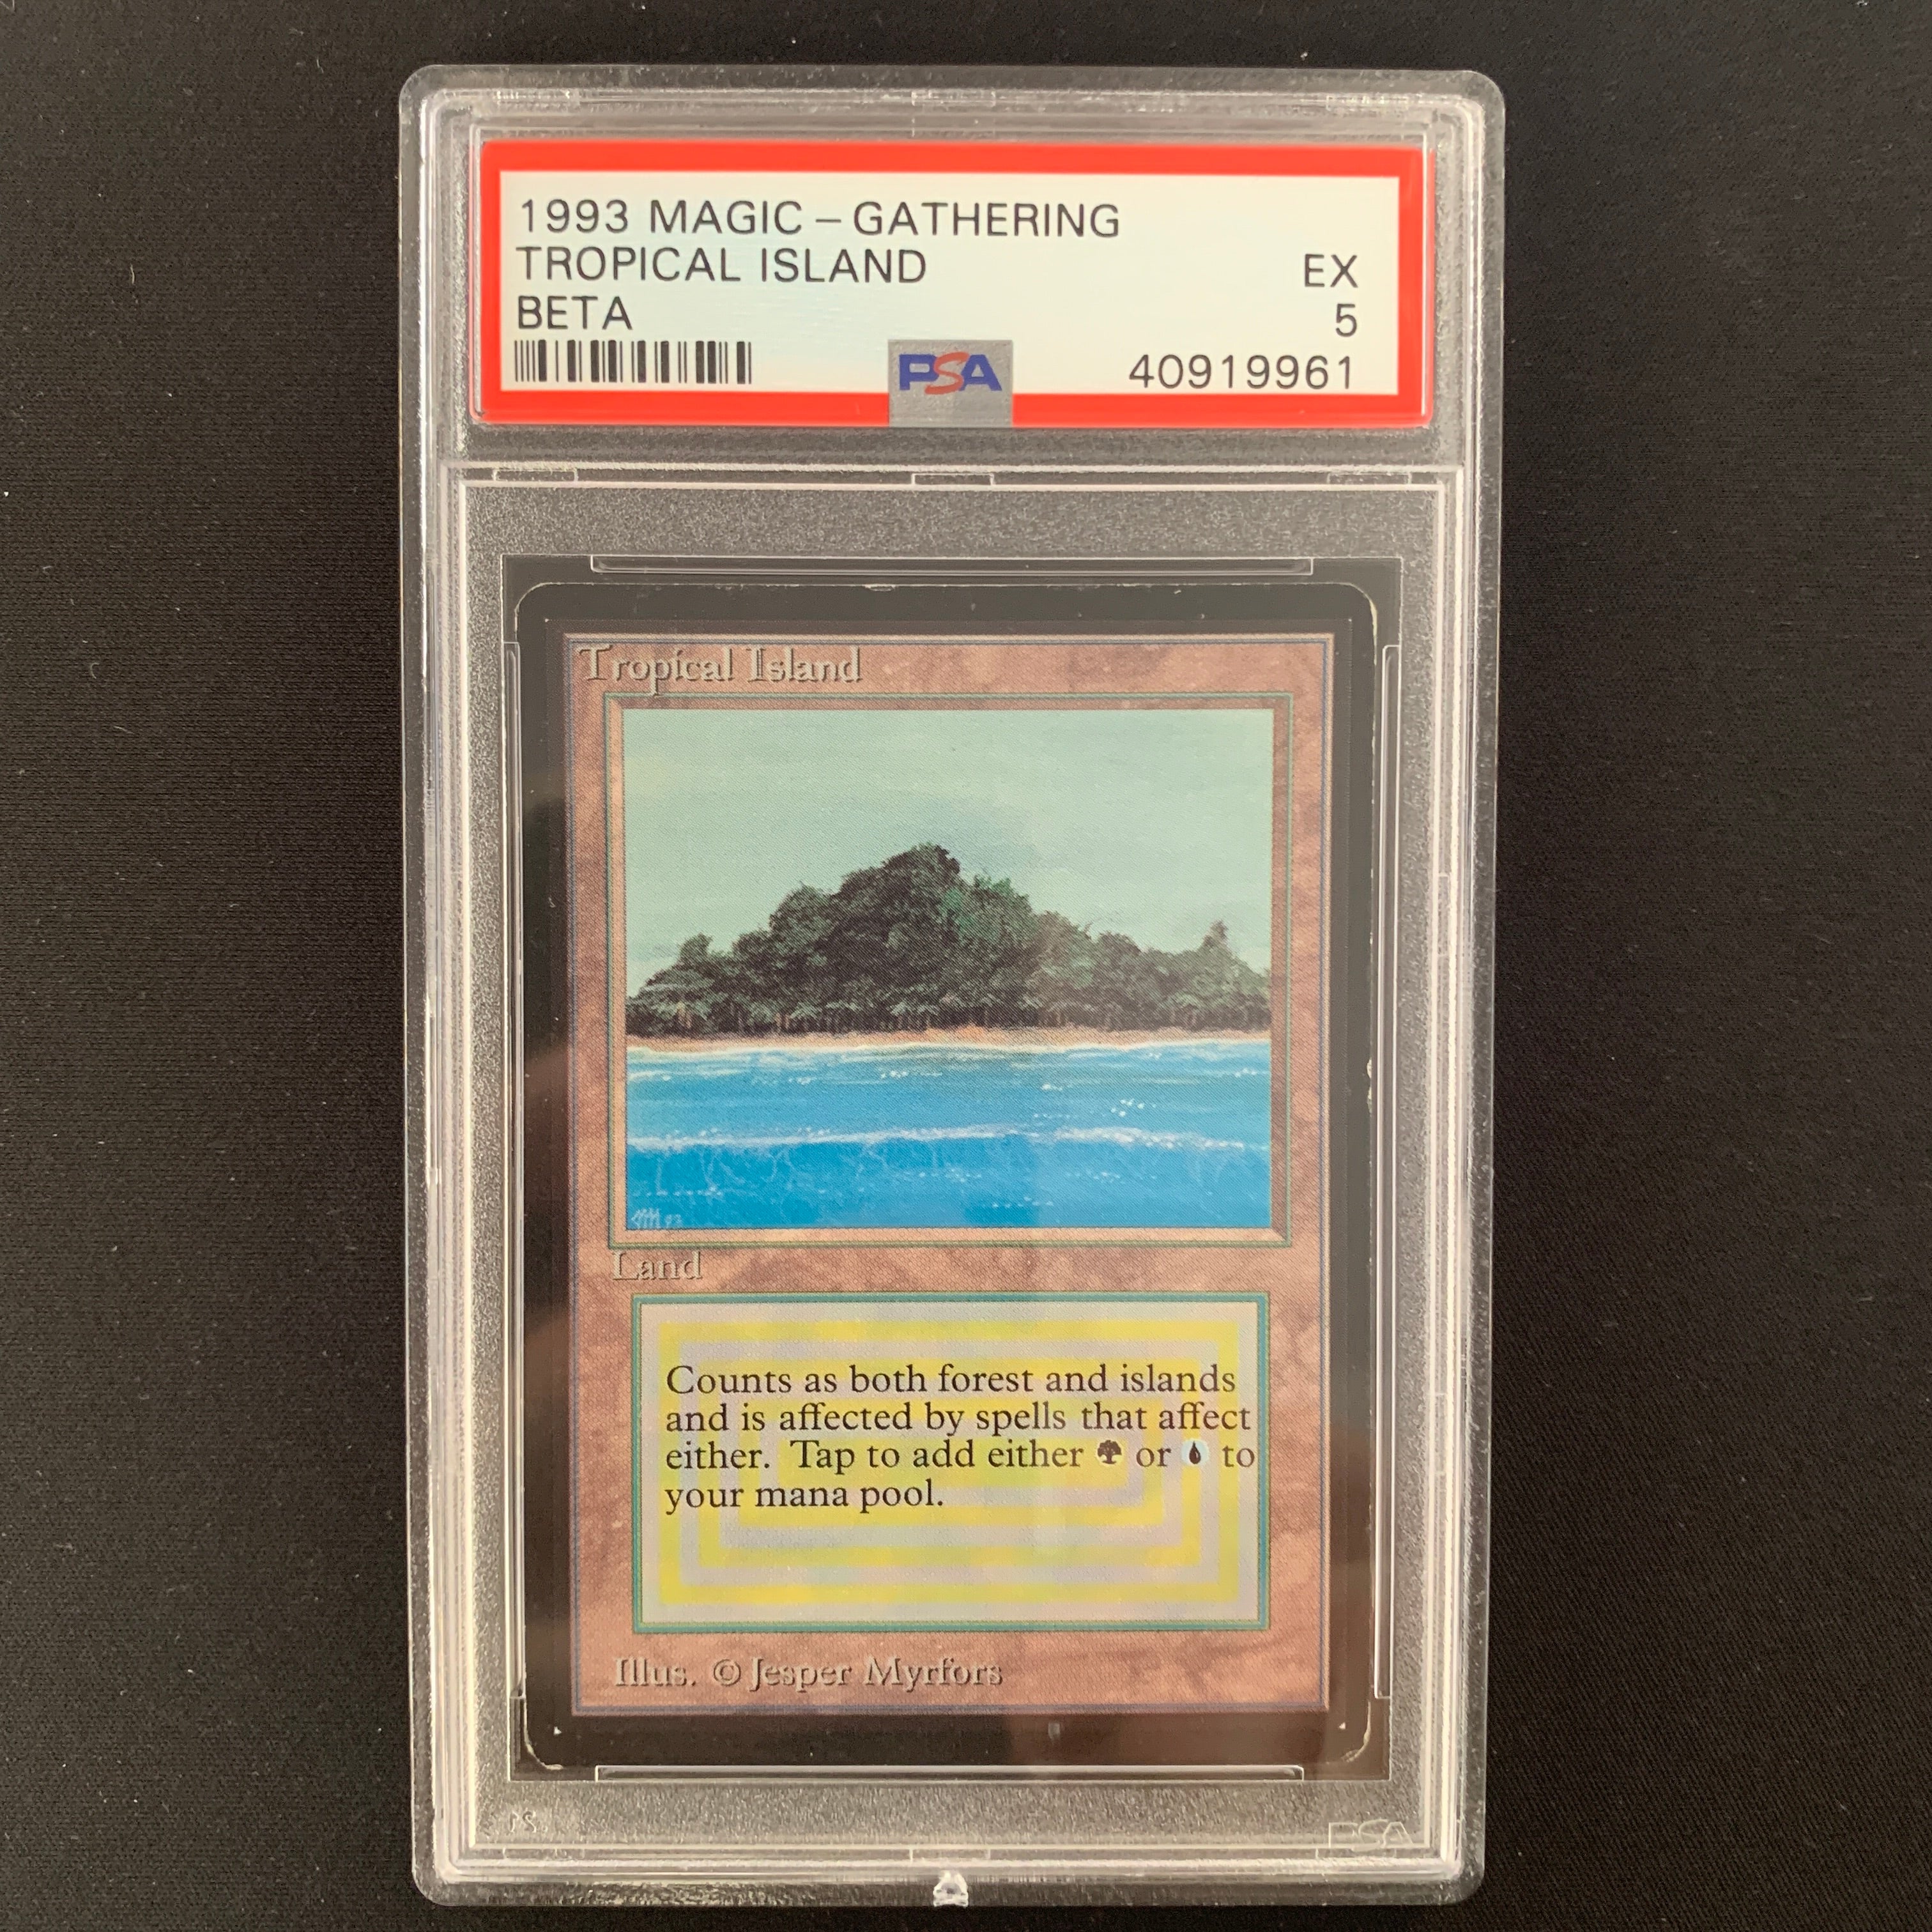 1993 MAGIC – GATHERING
TROPICAL ISLAND
EX
BETA
5
PSA
40919961
Tropical Island
Land
Counts as both forest and islands
and is affected by spells that affect
either. Tap to add either or to
your mana pool.
Illus. © Jesper Myrfors
PSA